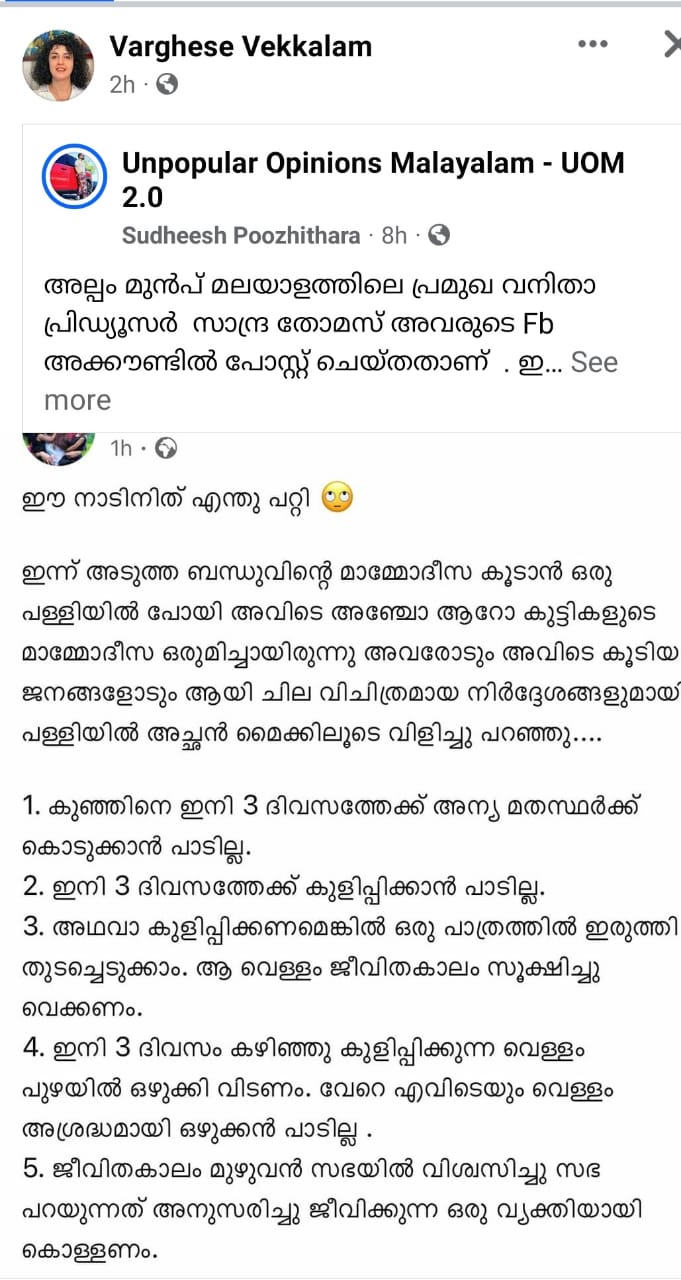 Varghese Vekkalam
2h ·
Unpopular Opinions Malayalam - UOM
2.0
Sudheesh Poozhithara · 8h ·
അല്പം മുൻപ് മലയാളത്തിലെ പ്രമുഖ വനിതാ
പ്രിഡ്യൂസർ സാന്ദ്ര തോമസ് അവരുടെ Fb
അക്കൗണ്ടിൽ പോസ്റ്റ് ചെയ്തതാണ് . ഇ... See
more
1h ·
ഈ നാടിനിത് എന്തു പറ്റി 🙄
ഇന്ന് അടുത്ത ബന്ധുവിന്റെ മാമ്മോദീസ കൂടാൻ ഒരു
പള്ളിയിൽ പോയി അവിടെ അഞ്ചോ ആറോ കുട്ടികളുടെ
മാമ്മോദീസ ഒരുമിച്ചായിരുന്നു അവരോടും അവിടെ കൂടിയ
ജനങ്ങളോടും ആയി ചില വിചിത്രമായ നിർദ്ദേശങ്ങളുമായി
പള്ളിയിൽ അച്ഛൻ മൈക്കിലൂടെ വിളിച്ചു പറഞ്ഞു....
1. കുഞ്ഞിനെ ഇനി 3 ദിവസത്തേക്ക് അന്യ മതസ്ഥർക്ക്
കൊടുക്കാൻ പാടില്ല.
2. ഇനി 3 ദിവസത്തേക്ക് കുളിപ്പിക്കാൻ പാടില്ല.
3. അഥവാ കുളിപ്പിക്കണമെങ്കിൽ ഒരു പാത്രത്തിൽ ഇരുത്തി
തുടച്ചെടുക്കാം. ആ വെള്ളം ജീവിതകാലം സൂക്ഷിച്ചു
വെക്കണം.
4. ഇനി 3 ദിവസം കഴിഞ്ഞു കുളിപ്പിക്കുന്ന വെള്ളം
പുഴയിൽ ഒഴുക്കി വിടണം. വേറെ എവിടെയും വെള്ളം
അശ്രദ്ധമായി ഒഴുക്കൻ പാടില്ല .
5. ജീവിതകാലം മുഴുവൻ സഭയിൽ വിശ്വസിച്ചു സഭ
പറയുന്നത് അനുസരിച്ചു ജീവിക്കുന്ന ഒരു വ്യക്തിയായി
കൊള്ളണം.